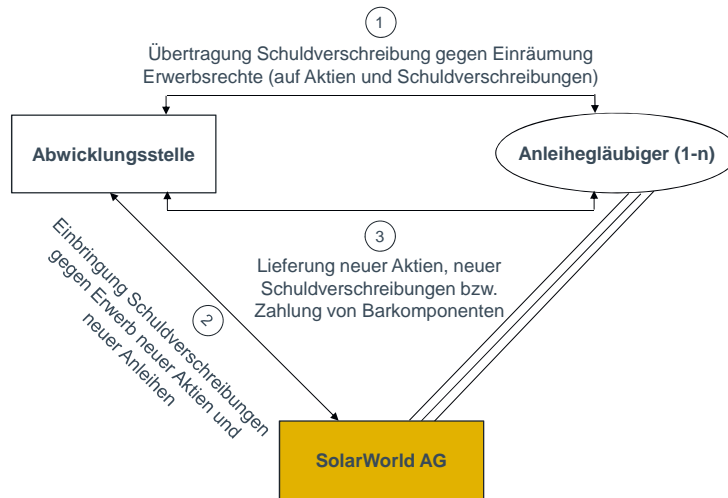 1
Übertragung Schuldverschreibung gegen Einräumung
Erwerbsrechte (auf Aktien und Schuldverschreibungen)
Abwicklungsstelle
Anleihegläubiger (1-n)
3
Lieferung neuer Aktien, neuer
Schuldverschreibungen bzw.
Zahlung von Barkomponenten
2
Einbringung Schuldverschreibungen
gegen Erwerb neuer Aktien und
neuer Anleihen
SolarWorld AG